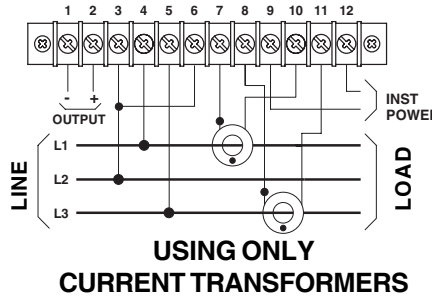 1 2 3 4 5 6 7 8 9 10 11 12
- +
OUTPUT
INST
POWER
L1
L2
L3
LINE
LOAD
USING ONLY
CURRENT TRANSFORMERS